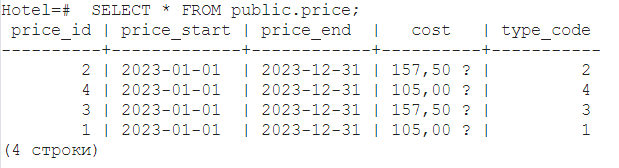 Hotel=#  SELECT * FROM public.price;
 price_id | price_start | price_end  |   cost   | type_code
----------+-------------+------------+----------+-----------
        2 | 2023-01-01  | 2023-12-31 | 157,50 ? |         2
        4 | 2023-01-01  | 2023-12-31 | 105,00 ? |         4
        3 | 2023-01-01  | 2023-12-31 | 157,50 ? |         3
        1 | 2023-01-01  | 2023-12-31 | 105,00 ? |         1
(4 строки)